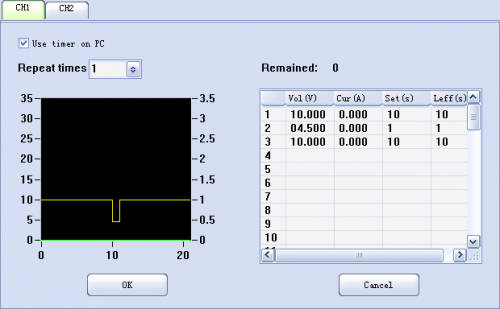 CH1 CH2
Use timer on PC
Repeat times 1
Remained: 0
35 3.5
30 3
25 2.5
20 2
15 1.5
10 1
5 0.5
0 0
0 10 20
Vol(V) Cur(A) Set(s) Leff(s)
1 10.000 0.000 10 10
2 04.500 0.000 1 1
3 10.000 0.000 10 10
4
5
6
7
8
9
10
OK Cancel